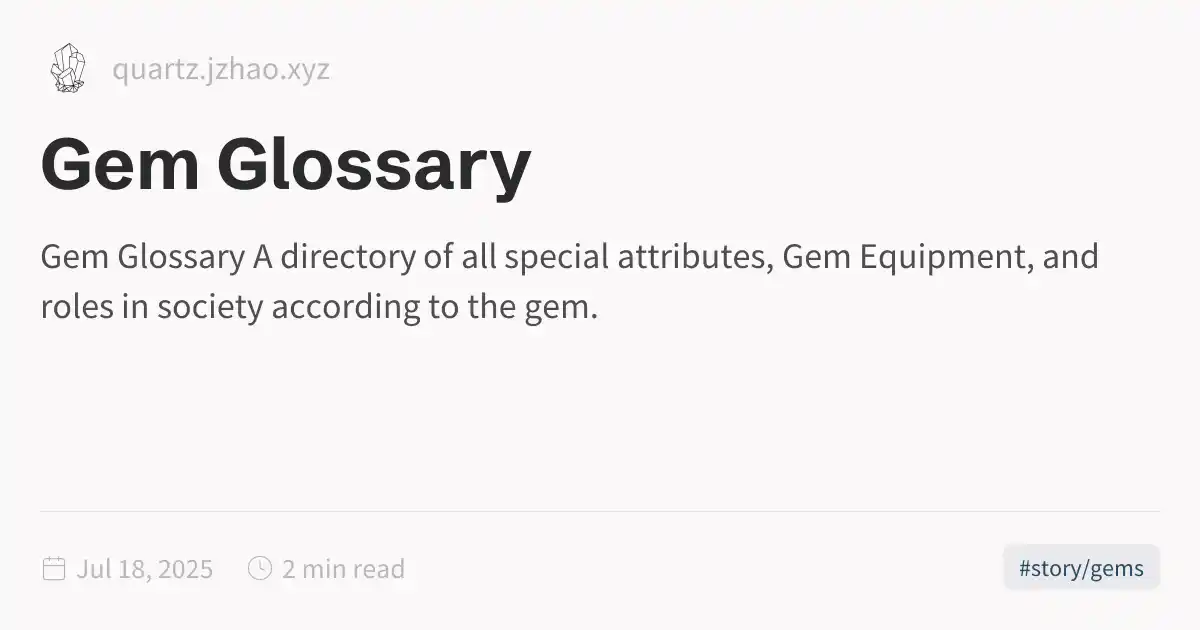 quartz.jzhao.xyz
Gem Glossary
Gem Glossary A directory of all special attributes, Gem Equipment, and
roles in society according to the gem.
Jul 18, 2025 2 min read #story/gems